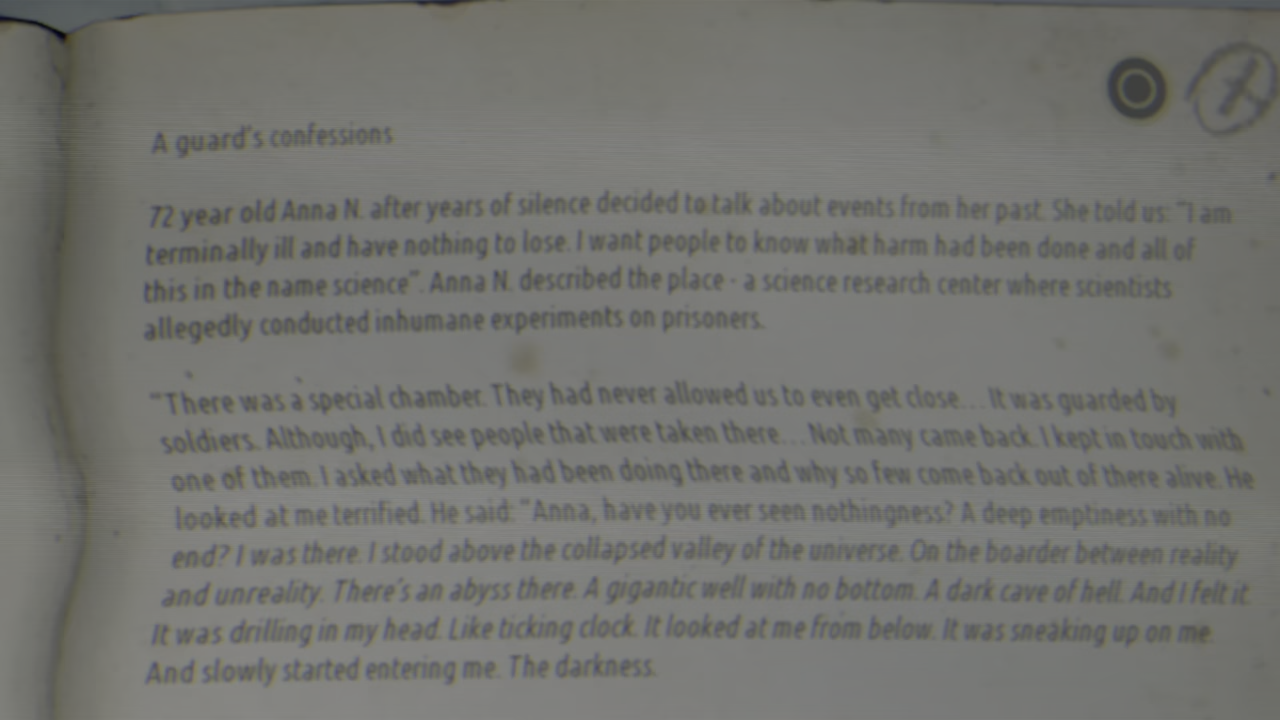 A guard's confessions
72 year old Anna N. after years of silence decided to talk about events from her past. She told us: "I am
terminally ill and have nothing to lose. I want people to know what harm had been done and all of
this in the name science". Anna N. described the place - a science research center where scientists
allegedly conducted inhumane experiments on prisoners.
"There was a special chamber. They had never allowed us to even get close... It was guarded by
soldiers. Although, I did see people that were taken there... Not many came back. I kept in touch with
one of them. I asked what they had been doing there and why so few come back out of there alive. He
looked at me terrified. He said: "Anna, have you ever seen nothingness? A deep emptiness with no
end? I was there. I stood above the collapsed valley of the universe. On the boarder between reality
and unreality. There's an abyss there. A gigantic well with no bottom. A dark cave of hell. And I felt it.
It was drilling in my head. Like ticking clock. It looked at me from below. It was sneaking up on me.
And slowly started entering me. The darkness.